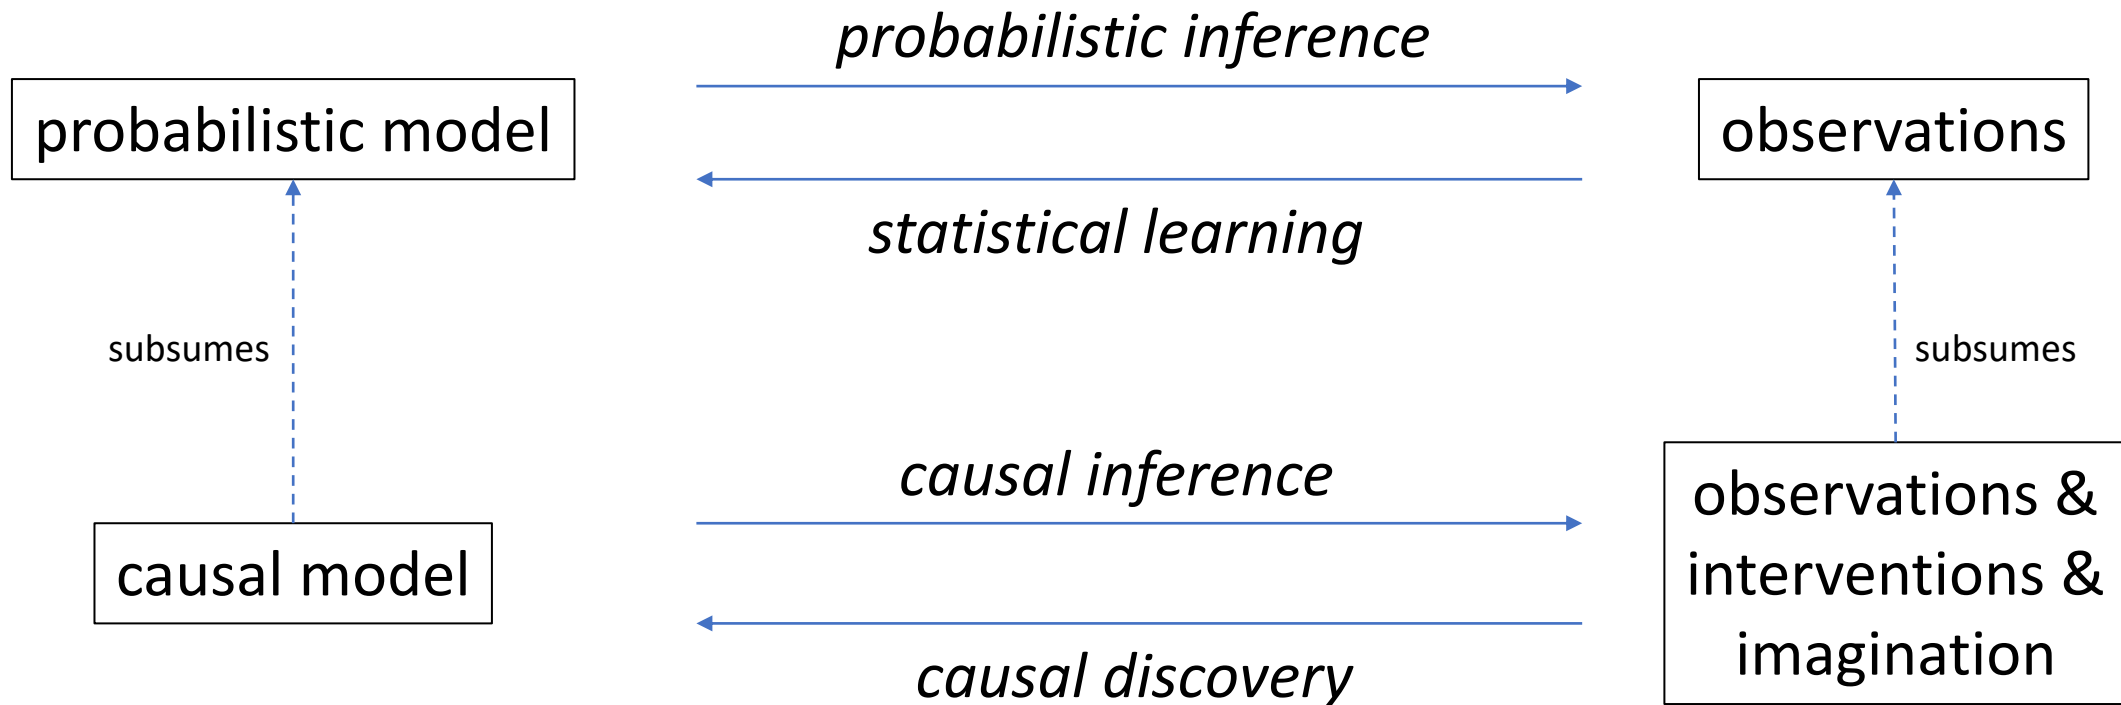 probabilistic inference
probabilistic model
observations
statistical learning
subsumes
subsumes
causal inference
causal model
observations &
interventions &
imagination
causal discovery